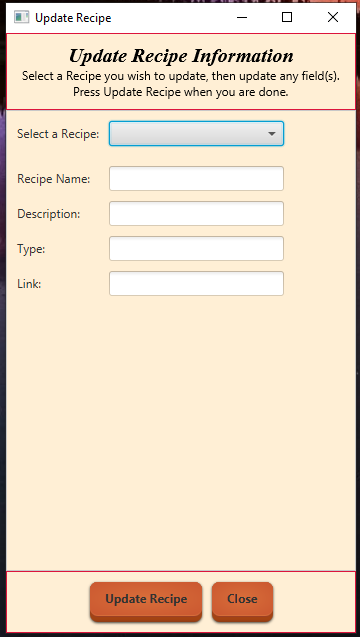 Update Recipe
Update Recipe Information
Select a Recipe you wish to update, then update any field(s).
Press Update Recipe when you are done.
Select a Recipe:
Recipe Name:
Description:
Type:
Link:
Update Recipe Close